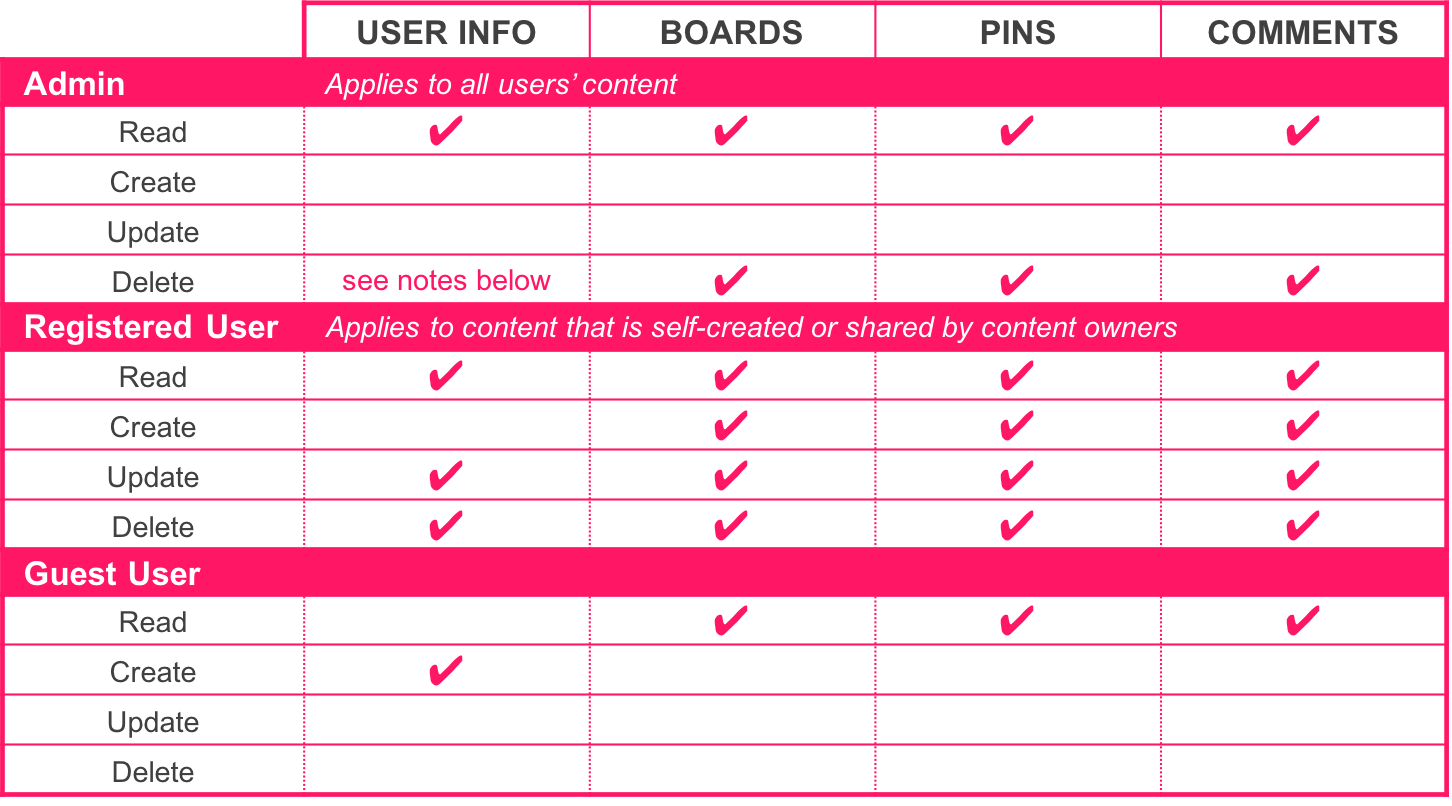 USER INFO BOARDS PINS COMMENTS
Admin Applies to all users’ content
Read ✔ ✔ ✔ ✔
Create
Update
Delete see notes below ✔ ✔ ✔
Registered User Applies to content that is self-created or shared by content owners
Read ✔ ✔ ✔ ✔
Create ✔ ✔ ✔
Update ✔ ✔ ✔ ✔
Delete ✔ ✔ ✔ ✔
Guest User
Read ✔ ✔ ✔
Create ✔
Update
Delete